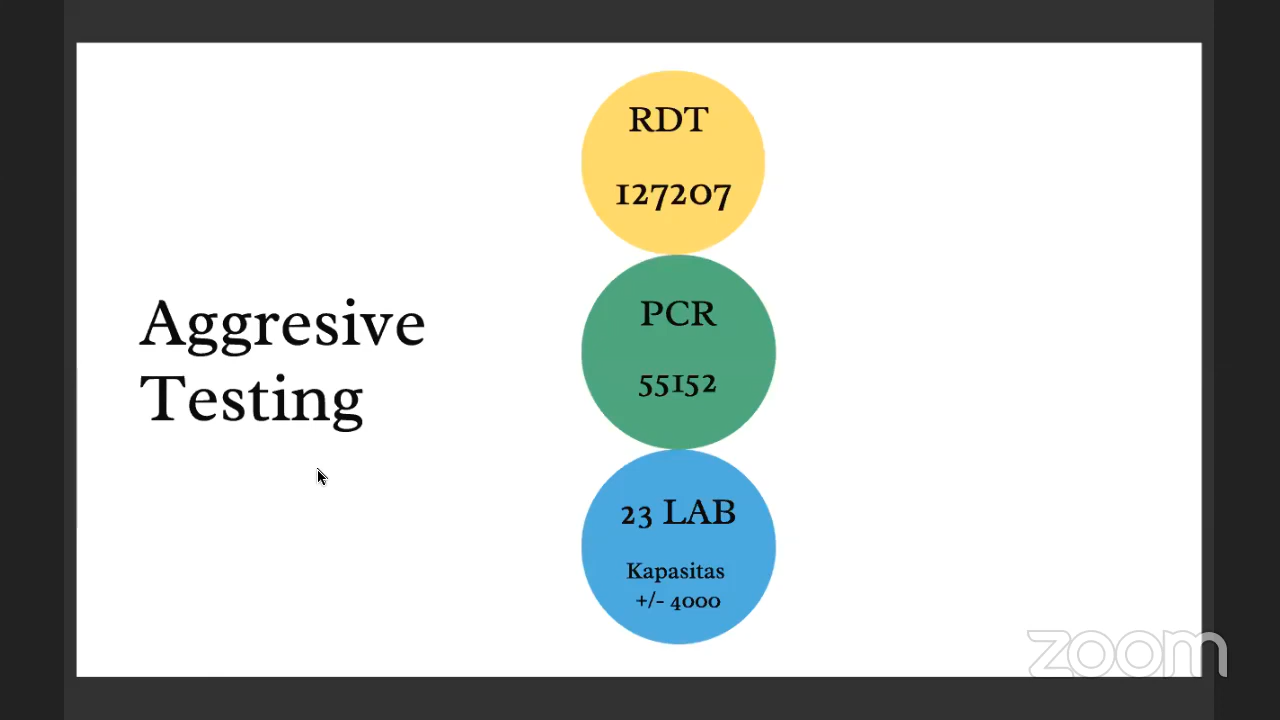 Aggresive
Testing
RDT
127207
PCR
55152
23 LAB
Kapasitas
+/- 4000
zoom